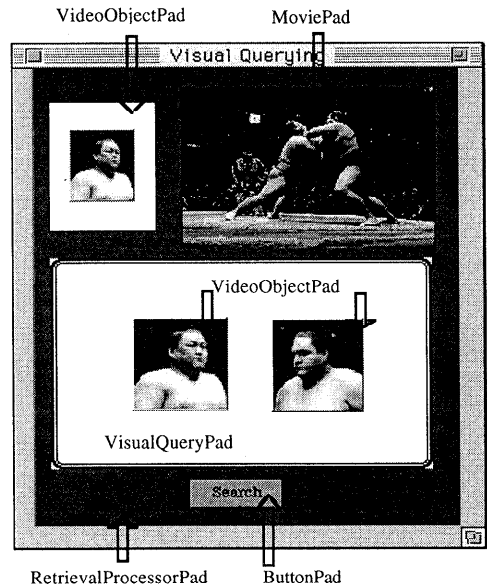 VideoObjectPad MoviePad
Visual Querying
VideoObjectPad
VisualQueryPad
Search
RetrievalProcessorPad ButtonPad